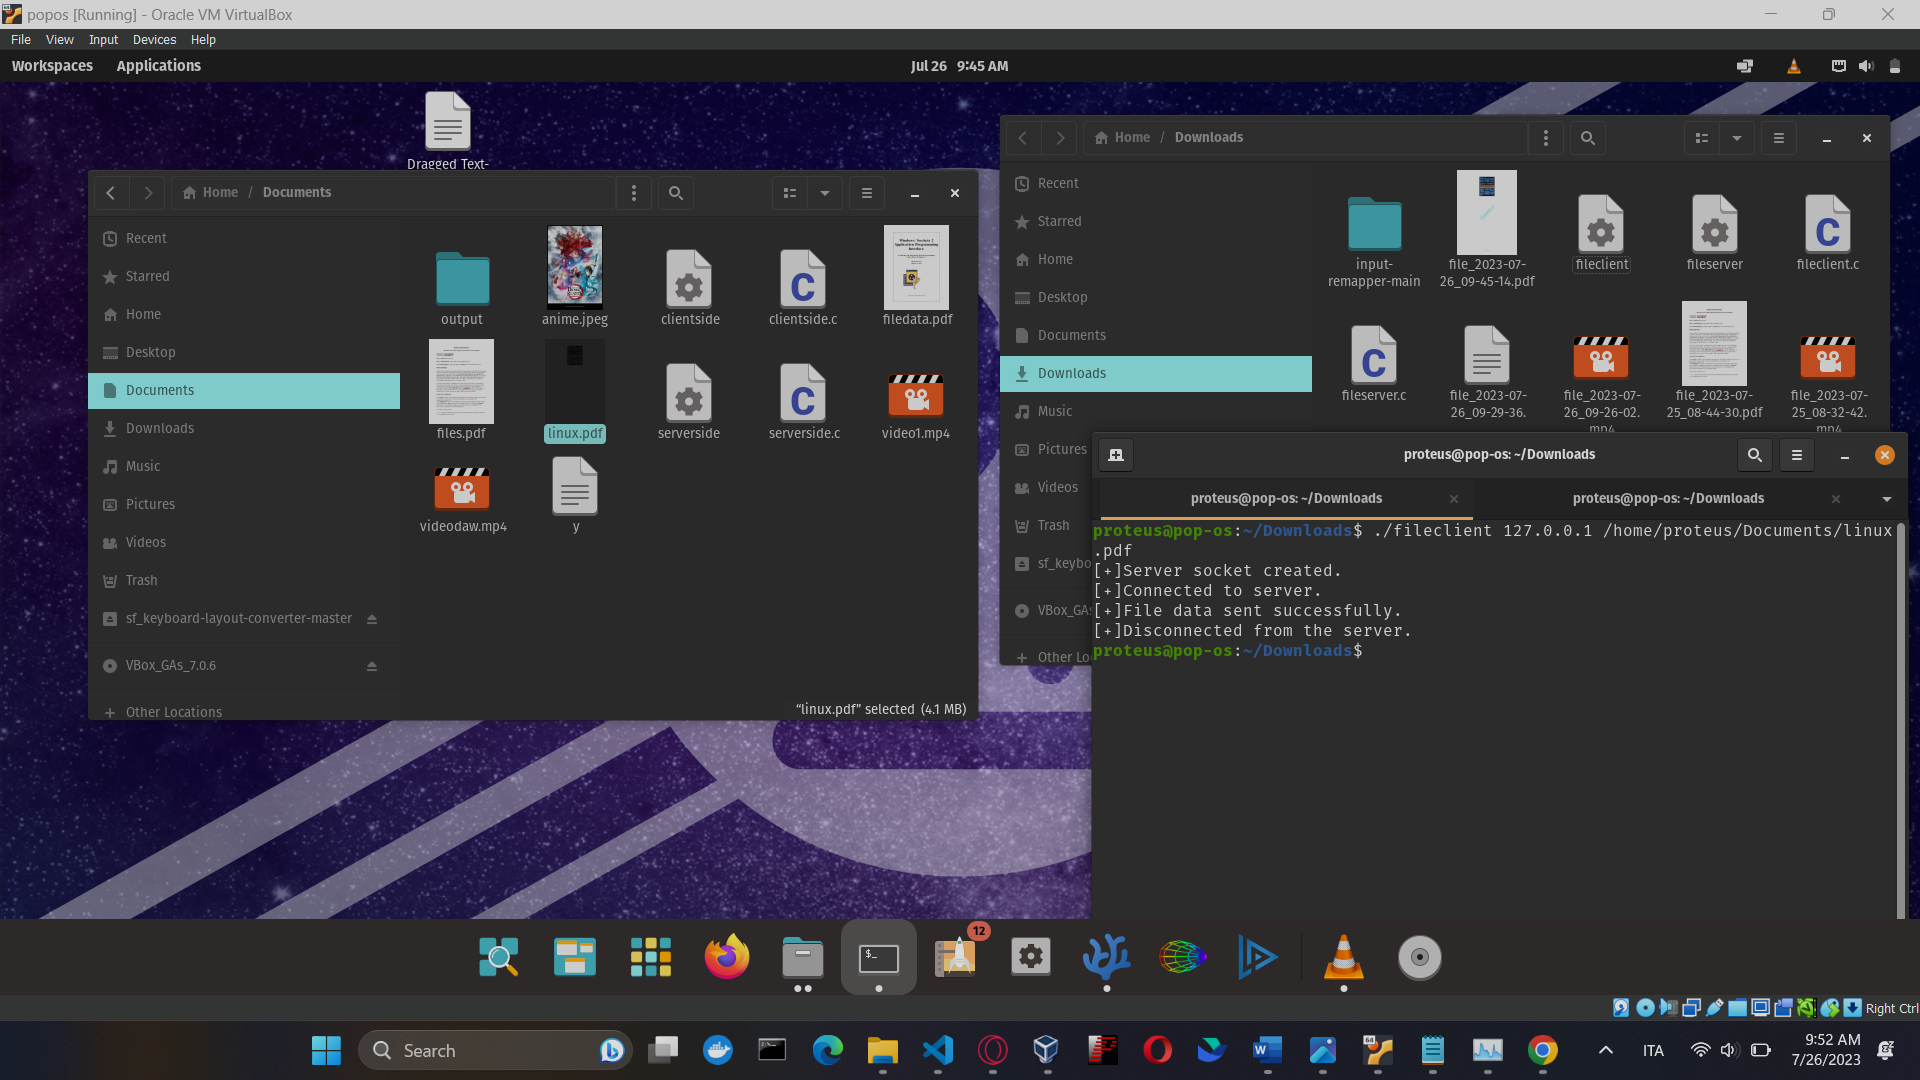 popos [Running] - Oracle VM VirtualBox
File View Input Devices Help
Workspaces Applications
Jul 26 9:45 AM
Dragged Text-
Home / Documents
Recent
Starred
Home
Desktop
Documents
Downloads
Music
Pictures
Videos
Trash
sf_keyboard-layout-converter-master
VBox_GAs_7.0.6
+ Other Locations
output
anime.jpeg
clientside
clientside.c
filedata.pdf
files.pdf
linux.pdf
serverside
serverside.c
video1.mp4
videodaw.mp4
y
“linux.pdf” selected (4.1 MB)
Home / Downloads
Recent
Starred
Home
Desktop
Documents
Downloads
Music
Pictures
Videos
Trash
sf_keybo
VBox_GAs
+ Other Lo
input-
remapper-main
file_2023-07-
26_09-45-14.pdf
fileclient
fileserver
fileclient.c
fileserver.c
file_2023-07-
26_09-29-36.
file_2023-07-
26_09-26-02.
mp4
file_2023-07-
25_08-44-30.pdf
file_2023-07-
25_08-32-42.
mp4
proteus@pop-os: ~/Downloads
proteus@pop-os: ~/Downloads
proteus@pop-os: ~/Downloads
proteus@pop-os:~/Downloads$ ./fileclient 127.0.0.1 /home/proteus/Documents/linux
.pdf
[+]Server socket created.
[+]Connected to server.
[+]File data sent successfully.
[+]Disconnected from the server.
proteus@pop-os:~/Downloads$
12
Right Ctrl
Search
ITA
9:52 AM
7/26/2023